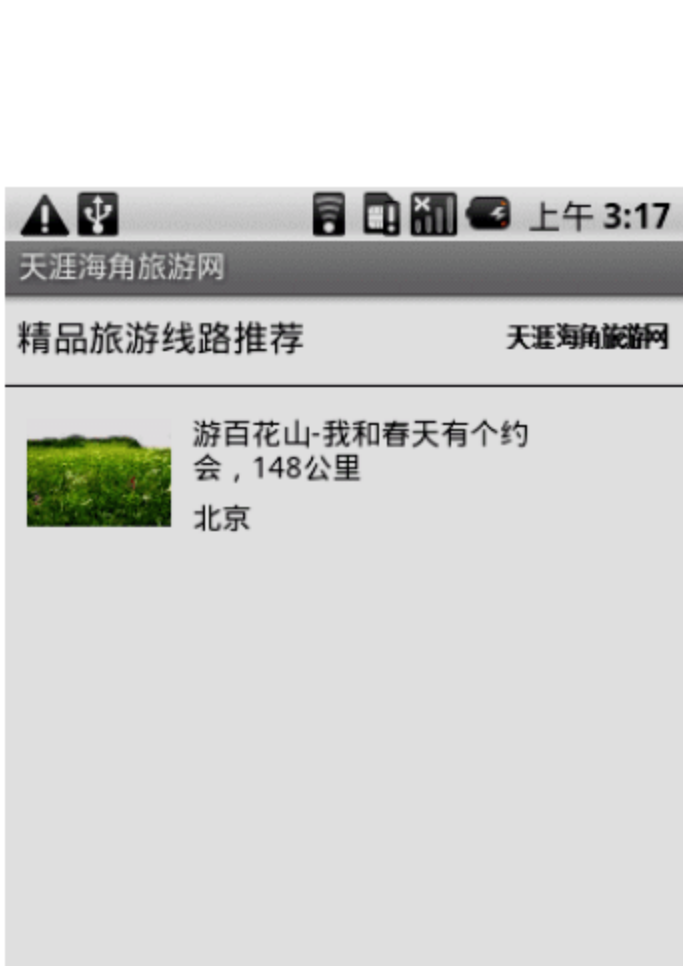 上午 3:17
天涯海角旅游网
精品旅游线路推荐 天涯海角旅游网
游百花山-我和春天有个约
会，148公里
北京